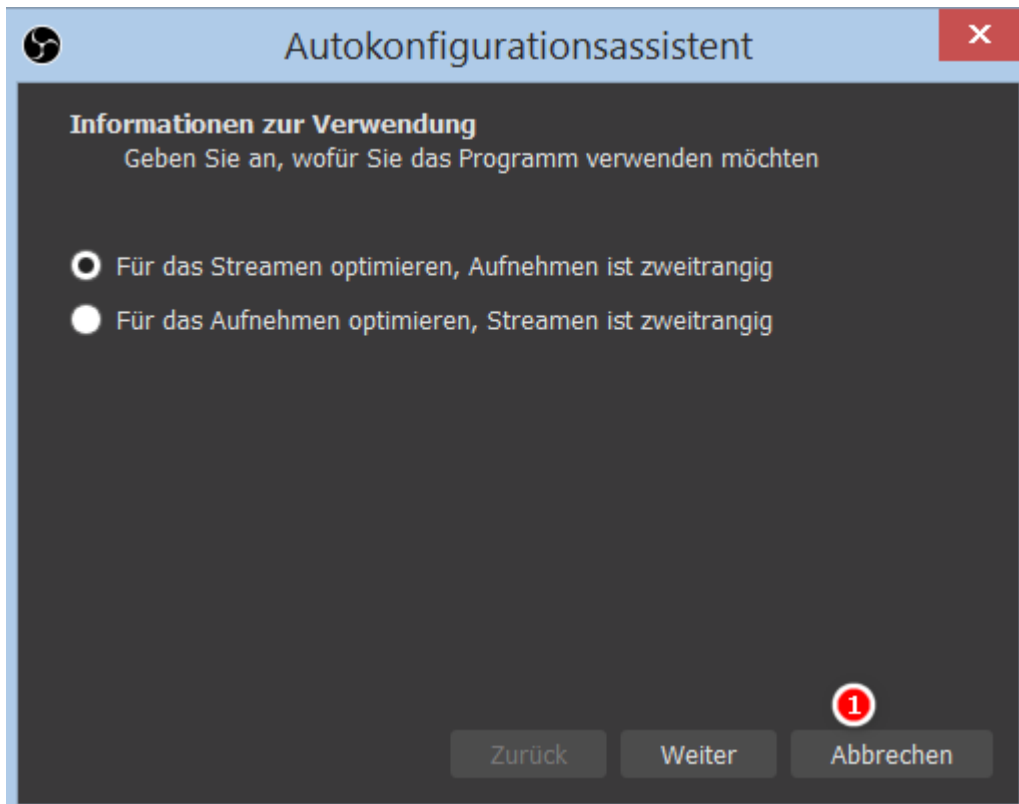 Autokonfigurationsassistent
Informationen zur Verwendung
Geben Sie an, wofür Sie das Programm verwenden möchten
Für das Streamen optimieren, Aufnehmen ist zweitrangig
Für das Aufnehmen optimieren, Streamen ist zweitrangig
1
Zurück Weiter Abbrechen